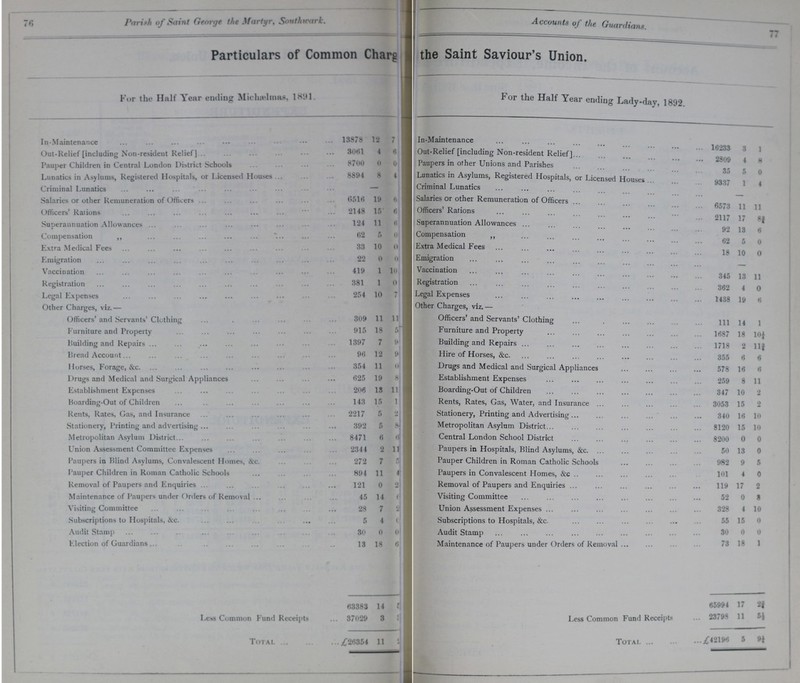 76
Parish of Saint George the Martyr, Southwark.
Particulars of Common Charg
For the Half Year ending Michælmas, 1891.
In-Maintenance ... 13878 12 7
Out-Relief [including Non-resident Relief] ... 3061 4 6
Pauper Children in Central London District Schools ... 8700 0 0
Lunatics in Asylums, Registered Hospitals, or Licensed Houses ... 8894 8 4
Criminal Lunatics ... —
Salaries or other Remuneration of Officers ... 6516 19 8
Officers' Rations ... 2148 15 6
Superannuation Allowances ... 124 11 6
Compensation ,, ... 62 5 0
Extra Medical Fees ... 33 10 0
Emigration ... 22 0 0
Vaccination ... 419 1 10
Registration ... 381 1 0
Legal Expenses ... 254 10 7
Other Charges, viz.—
Officers' and Servants' Clothing ... 309 11 11
Furniture and Property ... 915 18 5
Building and Repairs ... 1397 7 0
Bread Account ... 96 12 9
Horses, Forage, &c. ... 354 11 0
Drugs and Medical and Surgical Appliances ... 625 19 8
Establishment Expenses ... 206 13 11
Boarding-Out of Children ... 143 15 1
Rents, Rates, Gas, and Insurance ... 2217 5 2
Stationery, Printing and advertising ... 392 5 8
Metropolitan Asylum District ... 8471 6 6
Union Assessment Committee Expenses ... 2344 2 11
Paupers in Blind Asylums, Convalescent Homes, &c. ... 272 7 5
Pauper Children in Roman Catholic Schools ... 894 11
Removal of Paupers and Enquiries ... 121 0 2
Maintenance of Paupers under Orders of Removal ... 45 14
Visiting Committee ... 28 7 2
Subscriptions to Hospitals, &c. ... 5 4
Audit Stamp ... 30 0 0
Election of Guardians ... 13 18 6
63383 14
Less Common Fund Receipts ... 37029 3
Total ... £26354 11
Accounts of the Guardians.
77
the Saint Saviour's Union.
For the Half Year ending Lady-day, 1892.
In-Maintenance ... 16233 3 1
Out-Relief [including Non-resident Relief] ... 2809 4 8
Paupers in other Unions and Parishes ... 35 5 0
Lunatics in Asylums, Registered Hospitals, or Licensed Houses ... 9337 1 4
Criminal Lunatics ... —
Salaries or other Remuneration of Officers ... 6573 11 11
Officers' Rations ... 2117 17 8¾
Superannuation Allowances ... 92 13 6
Compensation ,, ... 62 5 0
Extra Medical Fees ... 18 10 0
Emigration ... —
Vaccination ... 345 13 11
Registration ... 362 4 0
Legal Expenses ... 1438 19 6
Other Charges, viz.—
Officers' and Servants' Clothing ... 111 14 1
Furniture and Property ... 1687 18 10½
Building and Repairs ... 1718 2 11¾
Hire of Horses, &c. ... 355 6 6
Drugs and Medical and Surgical Appliances ... 578 16 6
Establishment Expenses ... 259 8 11
Boarding-Out of Children ... 347 10 2
Rents, Rates, Gas, Water, and Insurance ... 3053 15 2
Stationery, Printing and Advertising ... 340 16 10
Metropolitan Asylum District ... 8120 15 10
Central London School District ... 8200 0 0
Paupers in Hospitals, Blind Asylums, &c. ... 50 13 0
Pauper Children in Roman Catholic Schools ... 982 9 5
Paupers in Convalescent Homes, &c ... 101 4 0
Removal of Paupers and Enquiries ... 119 17 2
Visiting Committee ... 52 0 8
Union Assessment Expenses ... 328 4 10
Subscriptions to Hospitals, &c. ... 55 15 0
Audit Stamp ... 30 0 0
Maintenance of Paupers under Orders of Removal ... 73 18 1
65994 17 2¾
Less Common Fund Receipts ... 23798 11 5½
Total ... £42196 5 9¼